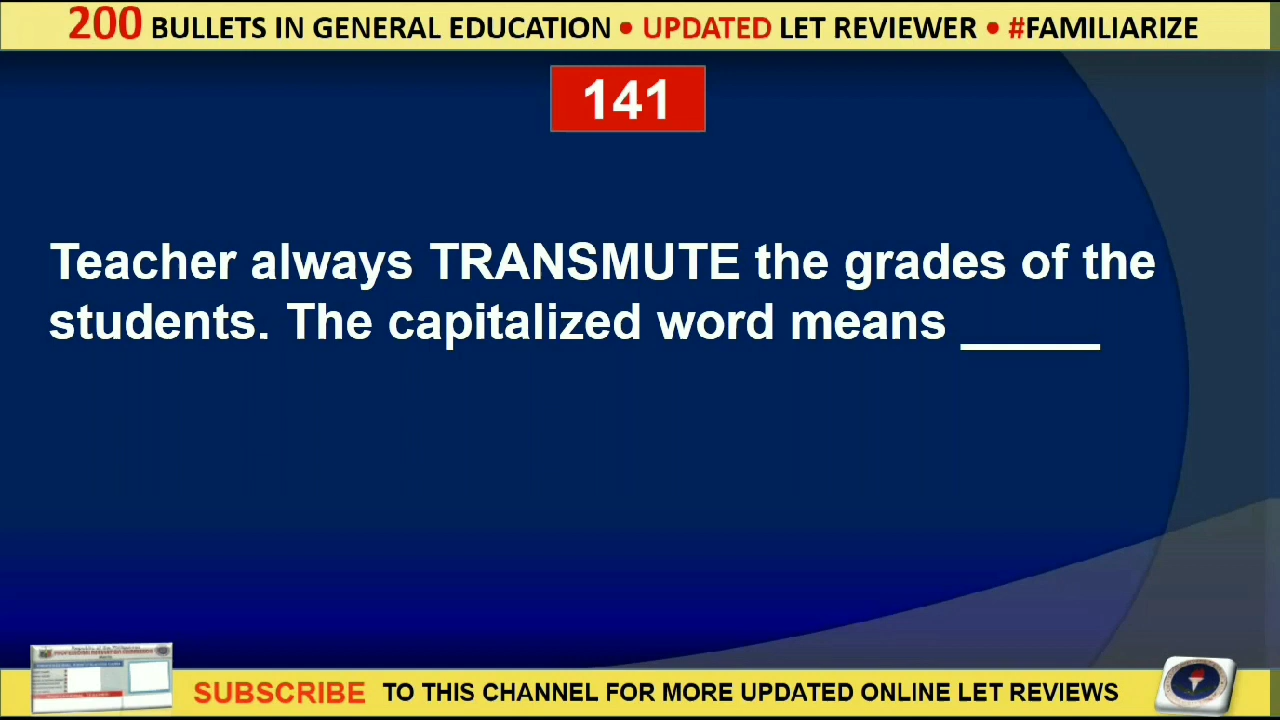 200 BULLETS IN GENERAL EDUCATION • UPDATED LET REVIEWER • #FAMILIARIZE
141
Teacher always TRANSMUTE the grades of the
students. The capitalized word means _____
SUBSCRIBE TO THIS CHANNEL FOR MORE UPDATED ONLINE LET REVIEWS